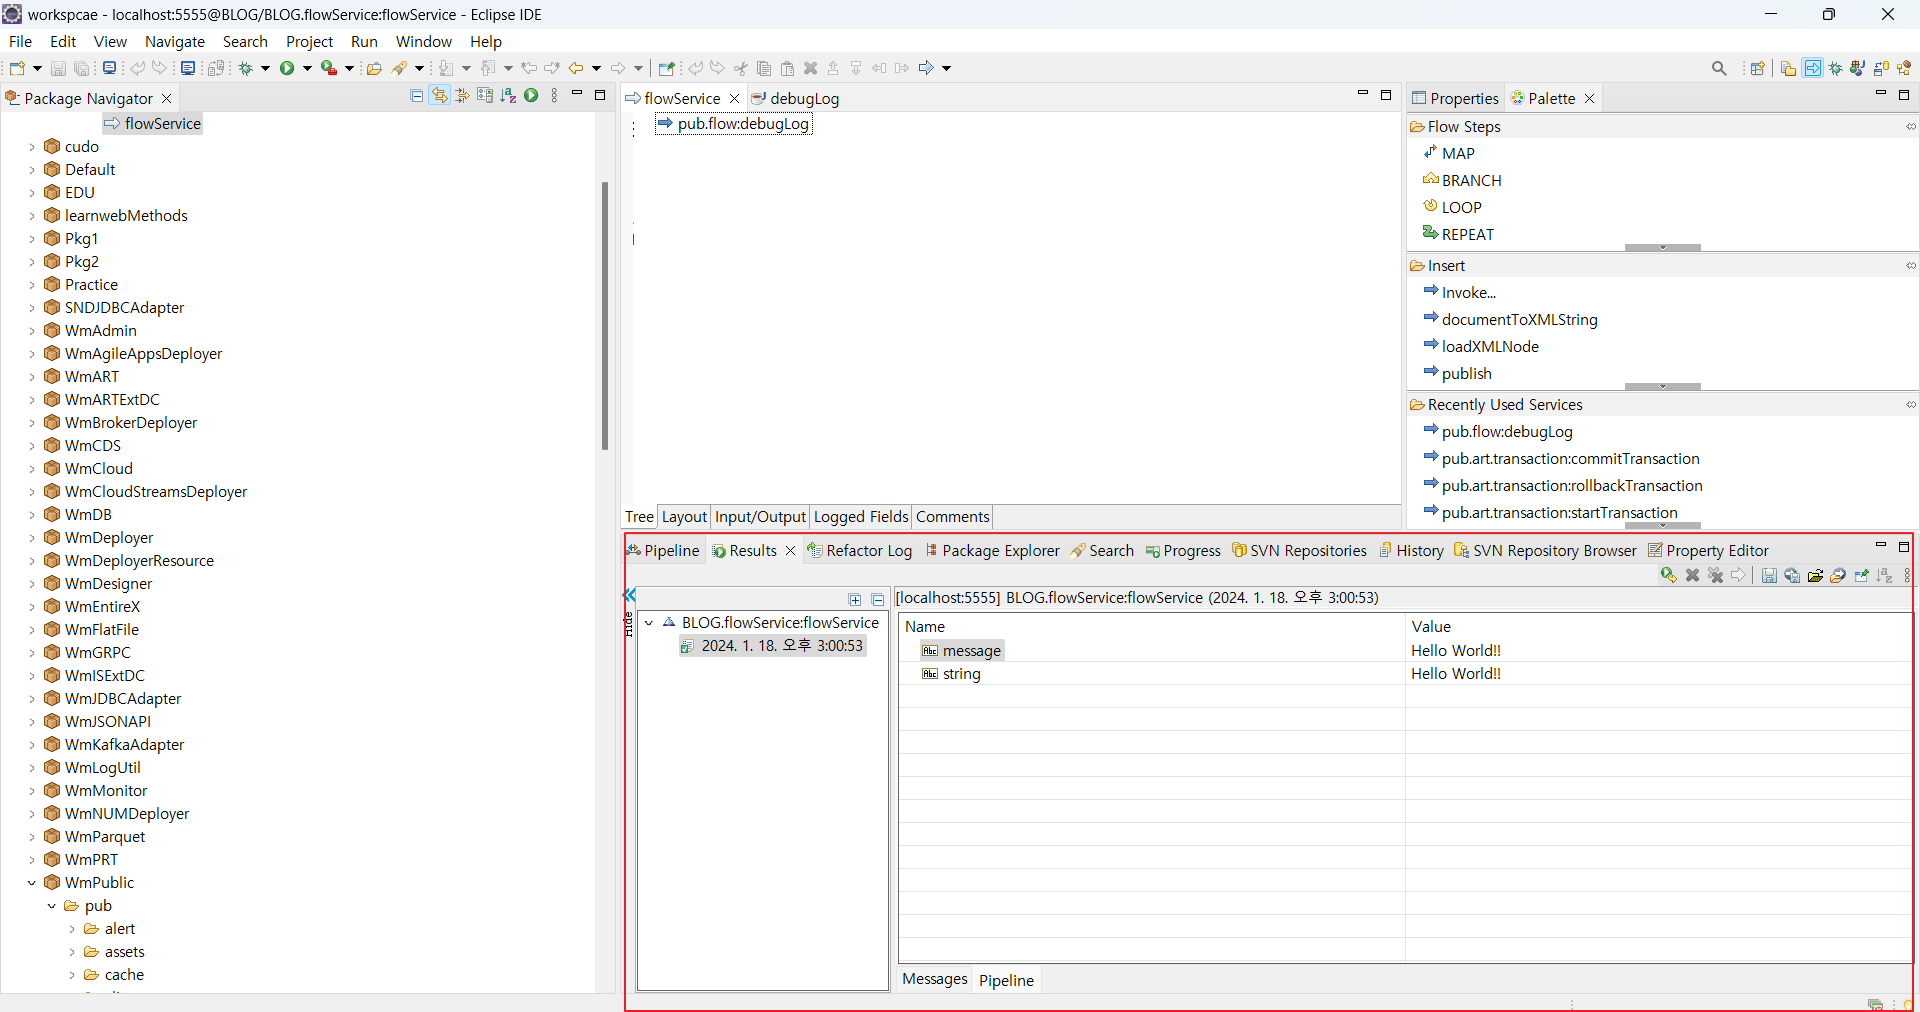 workspcae - localhost:5555@BLOG/BLOG.flowService:flowService - Eclipse IDE
File Edit View Navigate Search Project Run Window Help
Package Navigator
flowService
cudo
Default
EDU
learnwebMethods
Pkg1
Pkg2
Practice
SNDJDBCAdapter
WmAdmin
WmAgileAppsDeployer
WmART
WmARTExtDC
WmBrokerDeployer
WmCDS
WmCloud
WmCloudStreamsDeployer
WmDB
WmDeployer
WmDeployerResource
WmDesigner
WmEntireX
WmFlatFile
WmGRPC
WmISExtDC
WmJDBCAdapter
WmJSONAPI
WmKafkaAdapter
WmLogUtil
WmMonitor
WmNUMDeployer
WmParquet
WmPRT
WmPublic
pub
alert
assets
cache
flowService debugLog
pub.flow:debugLog
Tree Layout Input/Output Logged Fields Comments
Properties Palette
Flow Steps
MAP
BRANCH
LOOP
REPEAT
Insert
Invoke...
documentToXMLString
loadXMLNode
publish
Recently Used Services
pub.flow:debugLog
pub.art.transaction:commitTransaction
pub.art.transaction:rollbackTransaction
pub.art.transaction:startTransaction
Pipeline Results Refactor Log Package Explorer Search Progress SVN Repositories History SVN Repository Browser Property Editor
Hide
BLOG.flowService:flowService
2024. 1. 18. 오후 3:00:53
[localhost:5555] BLOG.flowService:flowService (2024. 1. 18. 오후 3:00:53)
Name Value
Abc message Hello World!!
Abc string Hello World!!
Messages Pipeline